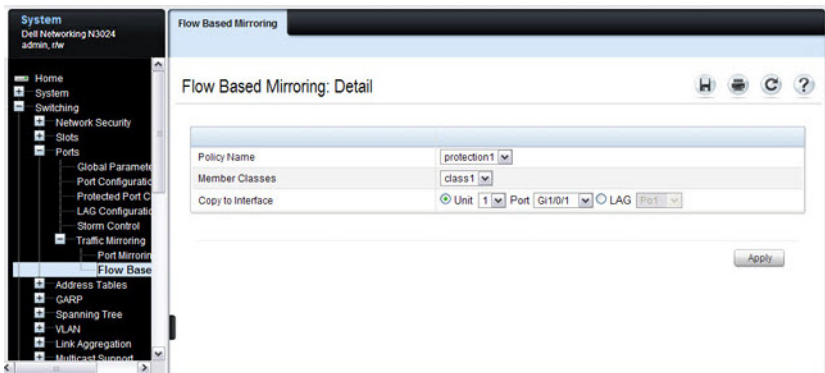 System
Dell Networking N3024
admin, r/w
Flow Based Mirroring
Home
System
Switching
Network Security
Slots
Ports
Global Paramete
Port Configuratic
Protected Port C
LAG Configuratic
Storm Control
Traffic Mirroring
Port Mirrorin
Flow Base
Address Tables
GARP
Spanning Tree
VLAN
Link Aggregation
Multicast Support
Flow Based Mirroring: Detail
Policy Name protection1
Member Classes class1
Copy to Interface Unit 1 Port Gi1/0/1 LAG Po1
Apply